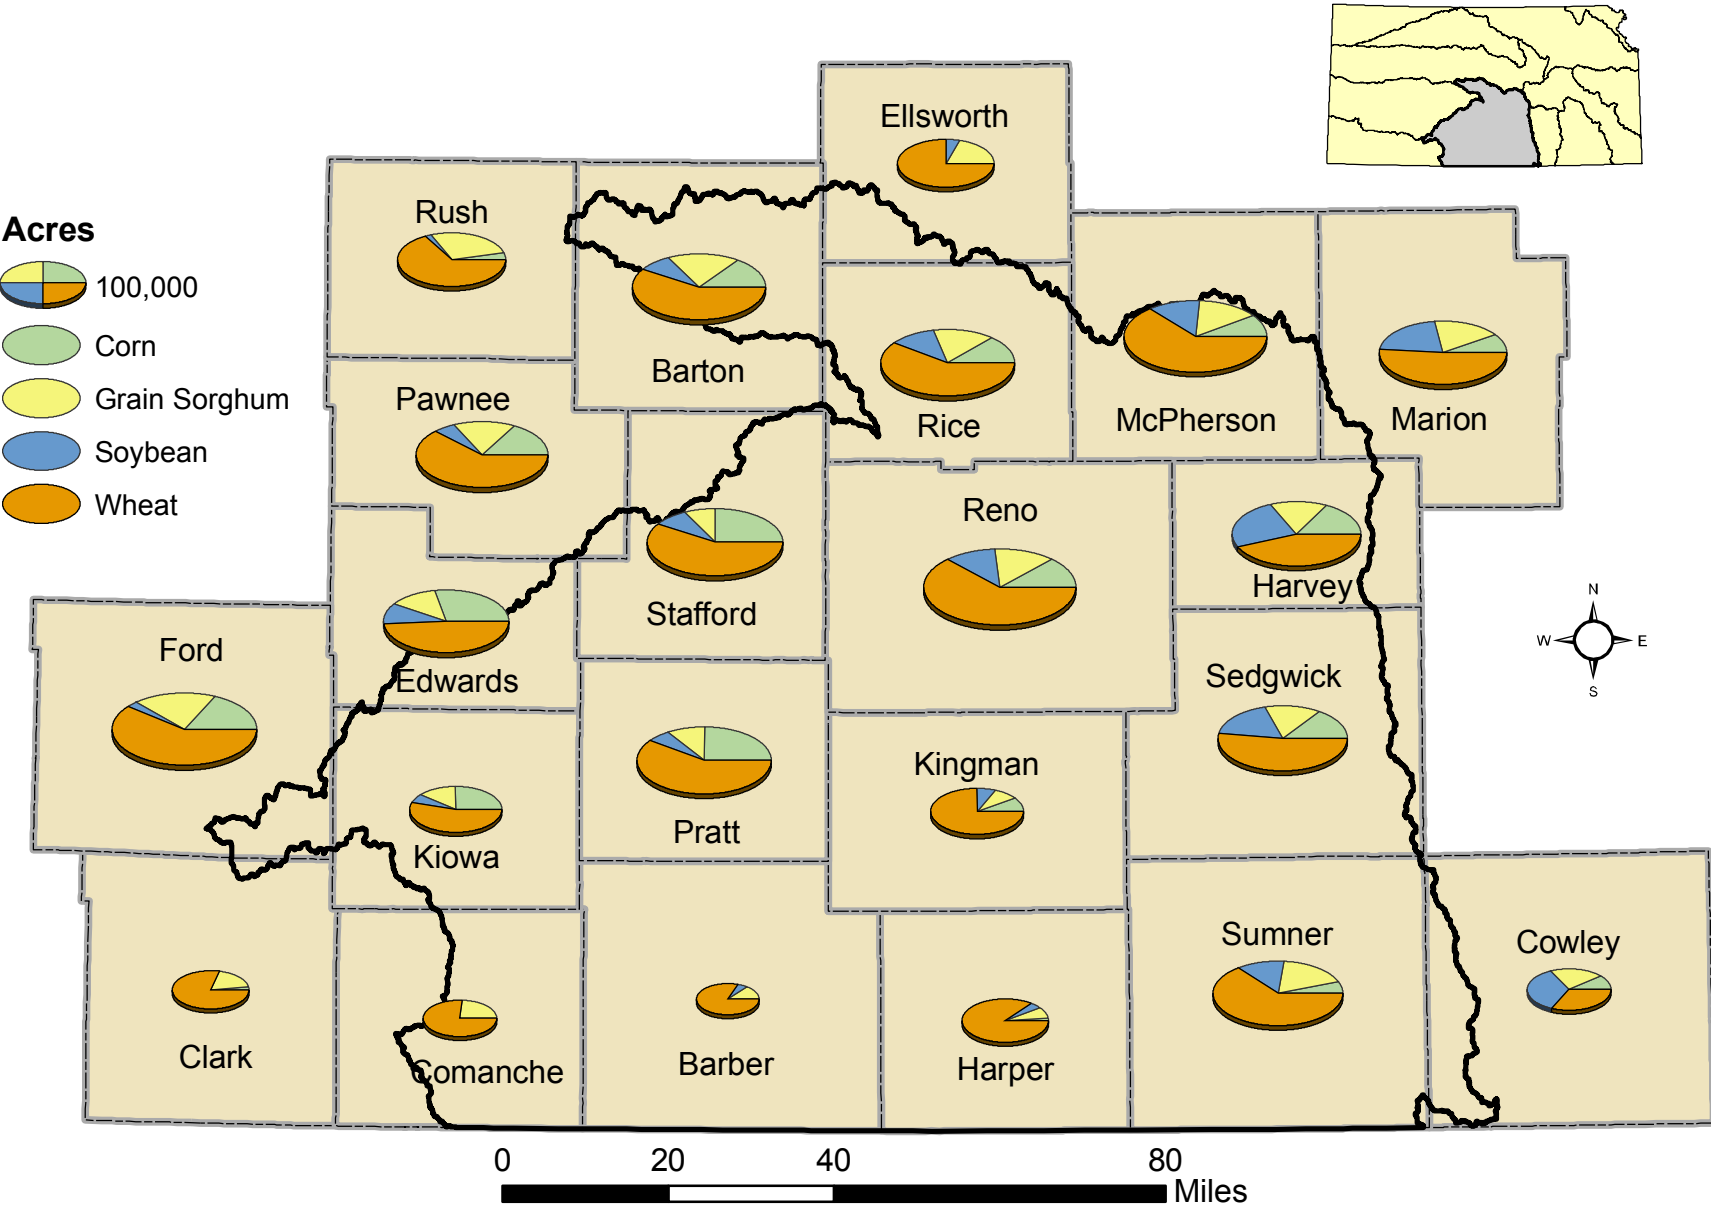 Acres
100,000
Corn
Grain Sorghum
Soybean
Wheat
Ellsworth
Rush
Barton
Pawnee
Rice
McPherson
Marion
Reno
Harvey
Stafford
Ford
Edwards
Sedgwick
Kingman
Pratt
Kiowa
Sumner
Cowley
Clark
Comanche
Barber
Harper
N
W
E
S
0 20 40 80
Miles